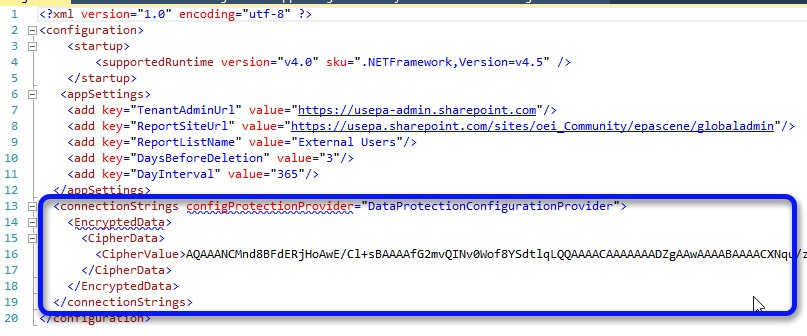 1 <?xml version="1.0" encoding="utf-8" ?>
2 <configuration>
3 <startup>
4 <supportedRuntime version="v4.0" sku=".NETFramework,Version=v4.5" />
5 </startup>
6 <appSettings>
7 <add key="TenantAdminUrl" value="https://usepa-admin.sharepoint.com"/>
8 <add key="ReportSiteUrl" value="https://usepa.sharepoint.com/sites/oei_Community/epascene/globaladmin"/>
9 <add key="ReportListName" value="External Users"/>
10 <add key="DaysBeforeDeletion" value="3"/>
11 <add key="DayInterval" value="365"/>
12 </appSettings>
13 <connectionStrings configProtectionProvider="DataProtectionConfigurationProvider">
14 <EncryptedData>
15 <CipherData>
16 <CipherValue>AQAAANCMnd8BFdERjHoAwE/Cl+sBAAAAfG2mvQINv0Wof8YSdtlqLQQAAAACAAAAAAADZgAAwAAAABAAAACXNqu/z
17 </CipherData>
18 </EncryptedData>
19 </connectionStrings>
20 </configuration>